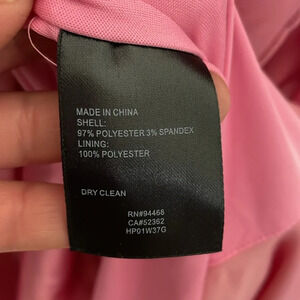 MADE IN CHINA
SHELL:
97% POLYESTER 3% SPANDEX
LINING:
100% POLYESTER
DRY CLEAN
RN#94466
CA#52362
HP01W37G